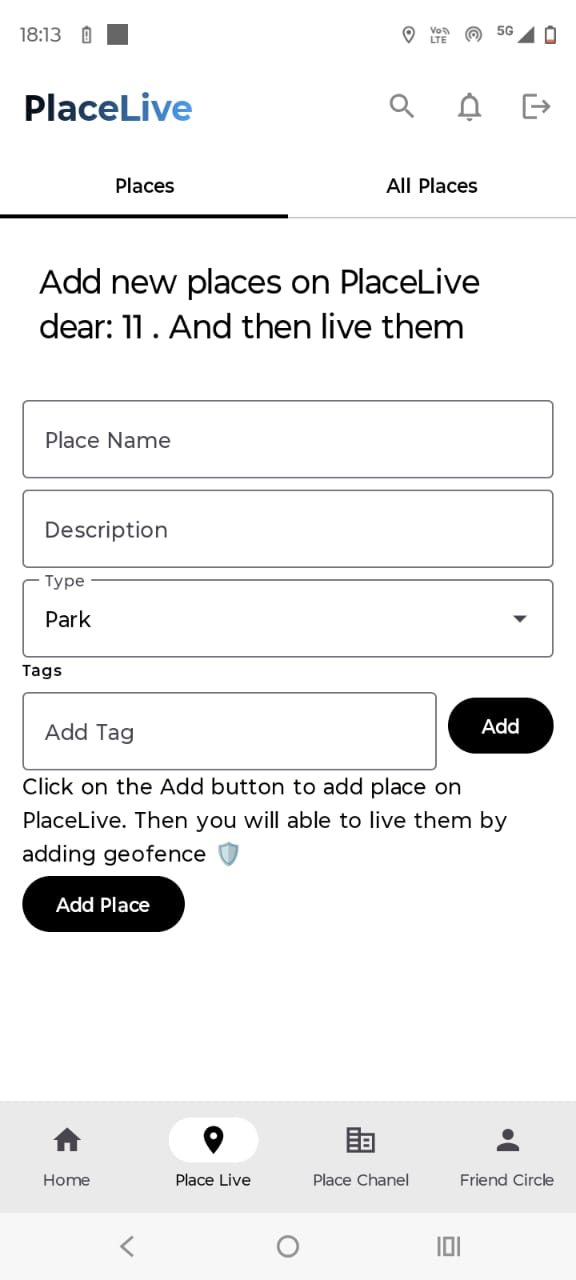 18:13 Vo LTE 5G
PlaceLive
Places All Places
Add new places on PlaceLive
dear: 11 . And then live them
Place Name
Description
Type
Park
Tags
Add Tag Add
Click on the Add button to add place on
PlaceLive. Then you will able to live them by
adding geofence 🛡️
Add Place
Home Place Live Place Chanel Friend Circle